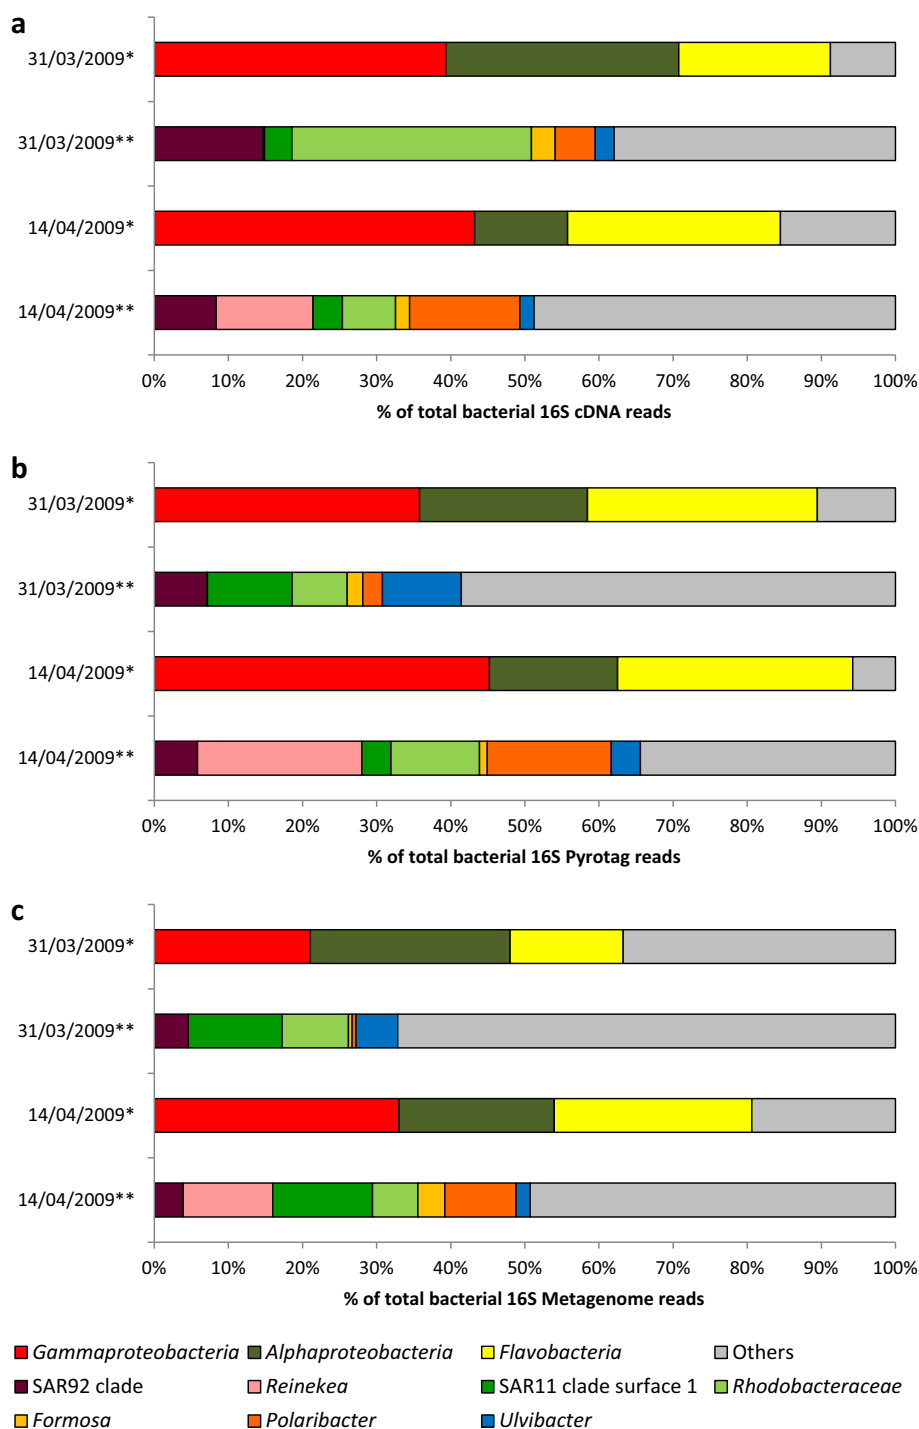 a
31/03/2009*
31/03/2009**
14/04/2009*
14/04/2009**
0% 10% 20% 30% 40% 50% 60% 70% 80% 90% 100%
% of total bacterial 16S cDNA reads
b
31/03/2009*
31/03/2009**
14/04/2009*
14/04/2009**
0% 10% 20% 30% 40% 50% 60% 70% 80% 90% 100%
% of total bacterial 16S Pyrotag reads
c
31/03/2009*
31/03/2009**
14/04/2009*
14/04/2009**
0% 10% 20% 30% 40% 50% 60% 70% 80% 90% 100%
% of total bacterial 16S Metagenome reads
Gammaproteobacteria Alphaproteobacteria Flavobacteria Others
SAR92 clade Reinekea SAR11 clade surface 1 Rhodobacteraceae
Formosa Polaribacter Ulvibacter